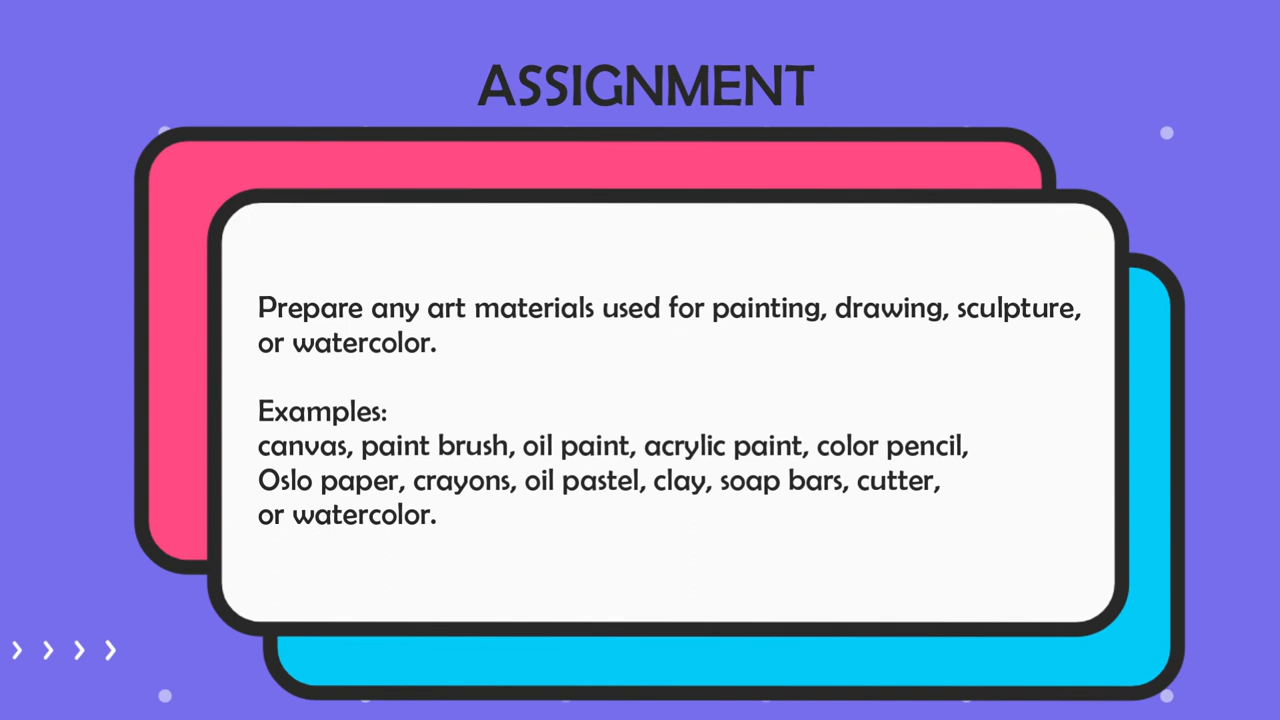 ASSIGNMENT
Prepare any art materials used for painting, drawing, sculpture,
or watercolor.
Examples:
canvas, paint brush, oil paint, acrylic paint, color pencil,
Oslo paper, crayons, oil pastel, clay, soap bars, cutter,
or watercolor.